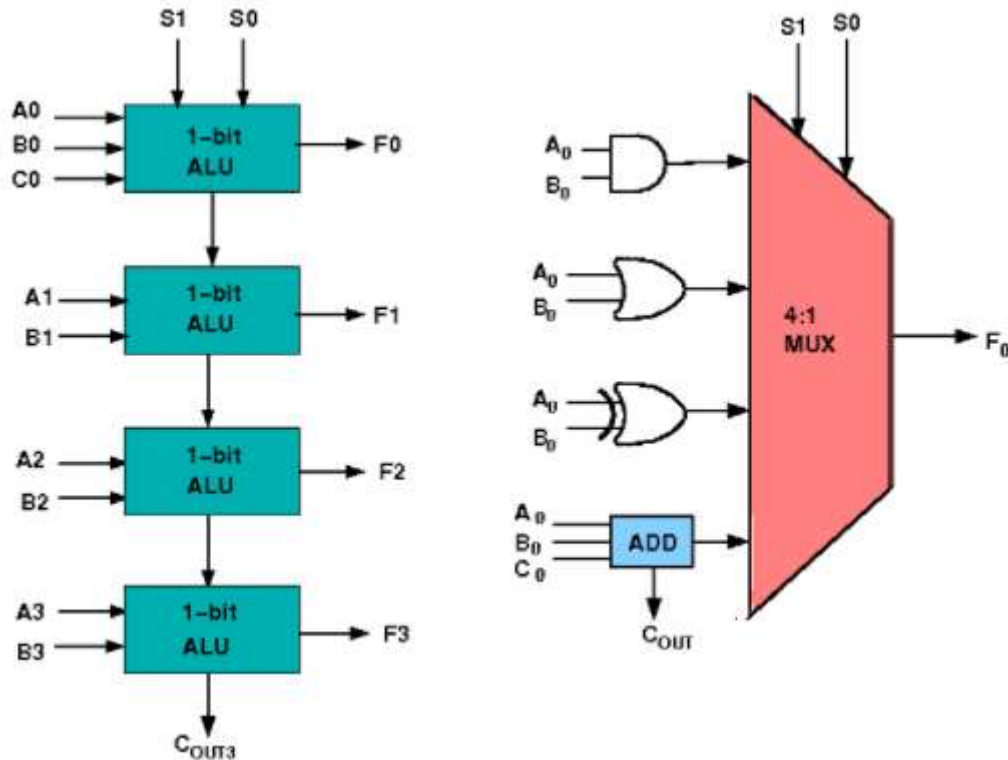 S1 S0
A0
B0
C0
1-bit
ALU
F0
A1
B1
1-bit
ALU
F1
A2
B2
1-bit
ALU
F2
A3
B3
1-bit
ALU
F3
COUT3
S1 S0
A0
B0
A0
B0
4:1
MUX
F0
A0
B0
A0
B0
C0
ADD
COUT